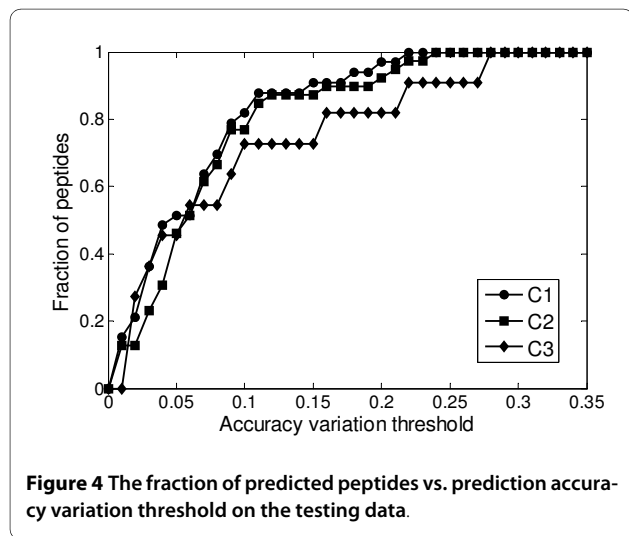 1
0.8
0.6
0.4
0.2
0
Fraction of peptides
C1
C2
C3
0 0.05 0.1 0.15 0.2 0.25 0.3 0.35
Accuracy variation threshold
Figure 4 The fraction of predicted peptides vs. prediction accura-
cy variation threshold on the testing data.